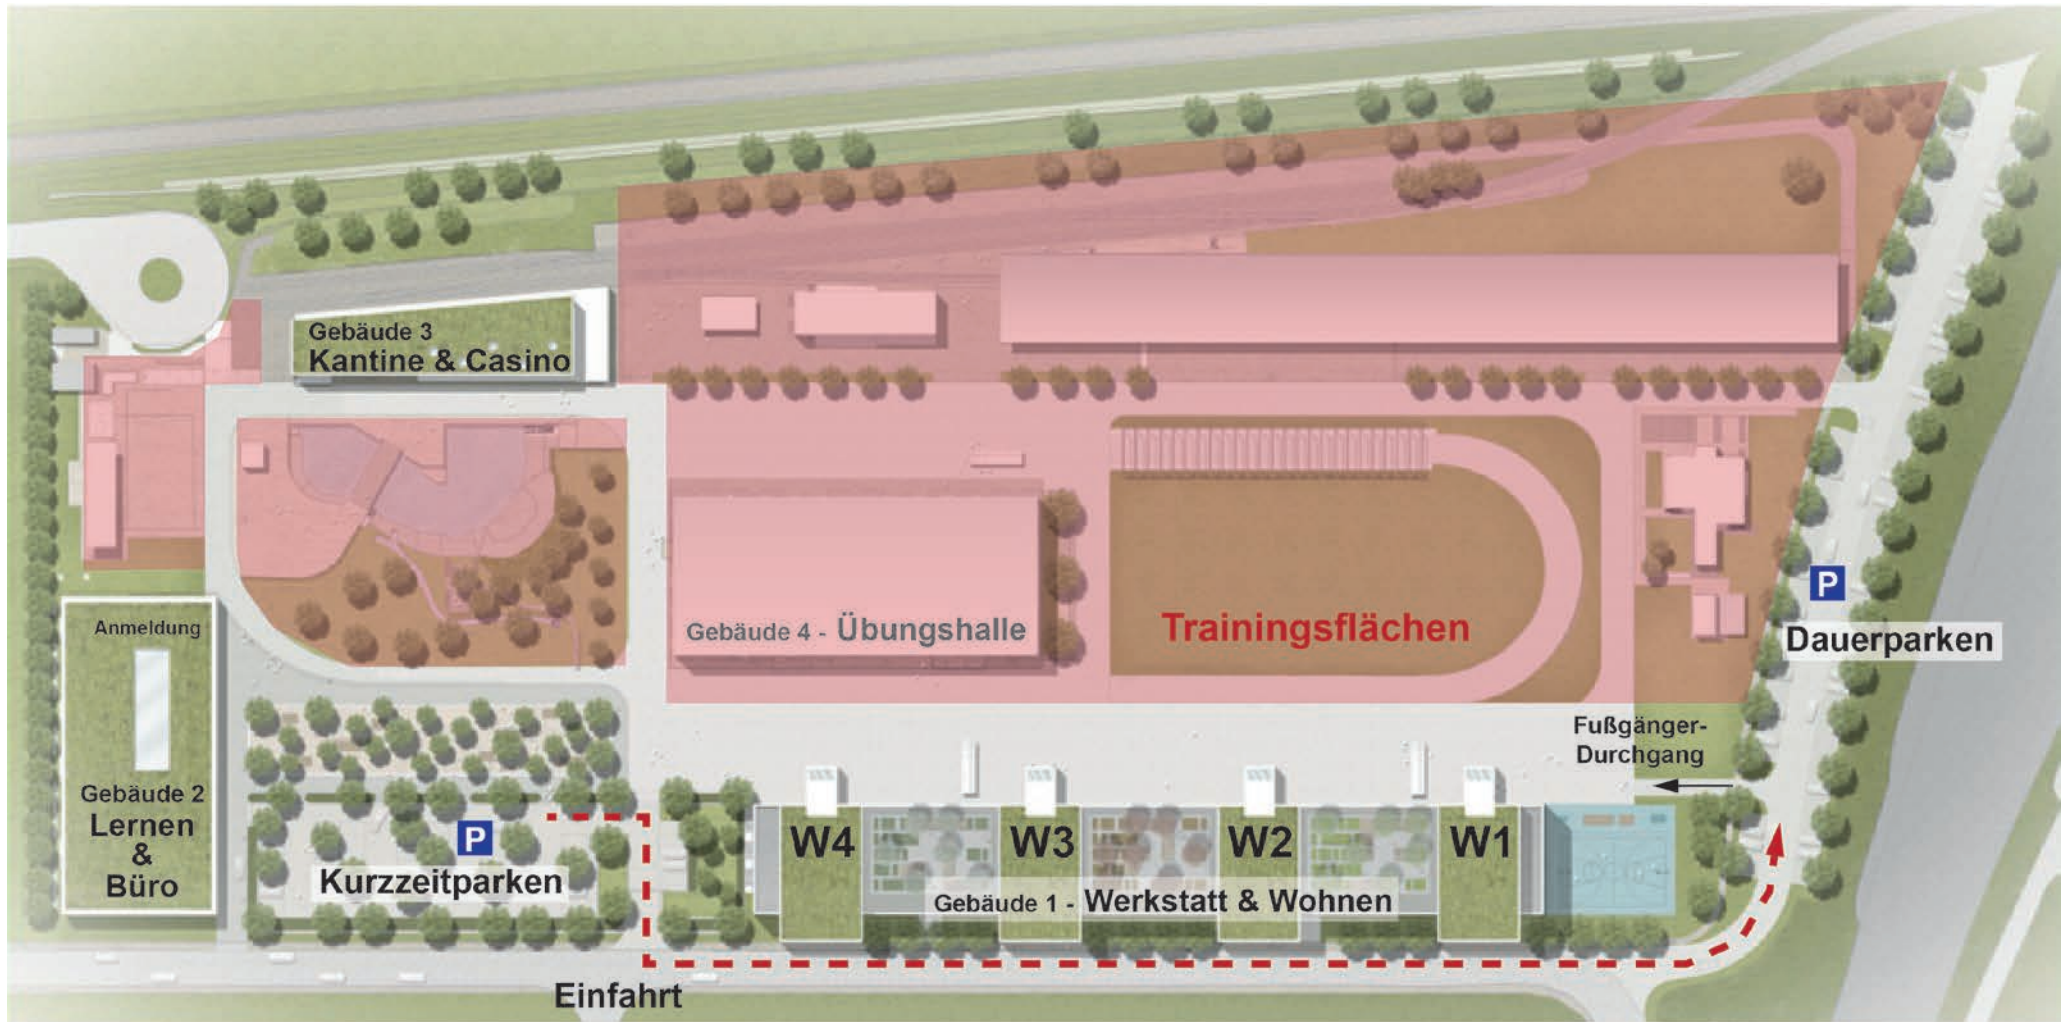 Gebäude 3
Kantine & Casino
Anmeldung
Gebäude 4 - Übungshalle
Trainingsflächen
P
Dauerparken
Fußgänger-
Durchgang
Gebäude 2
Lernen
&
Büro
P
Kurzzeitparken
W4
W3
W2
W1
Gebäude 1 - Werkstatt & Wohnen
Einfahrt